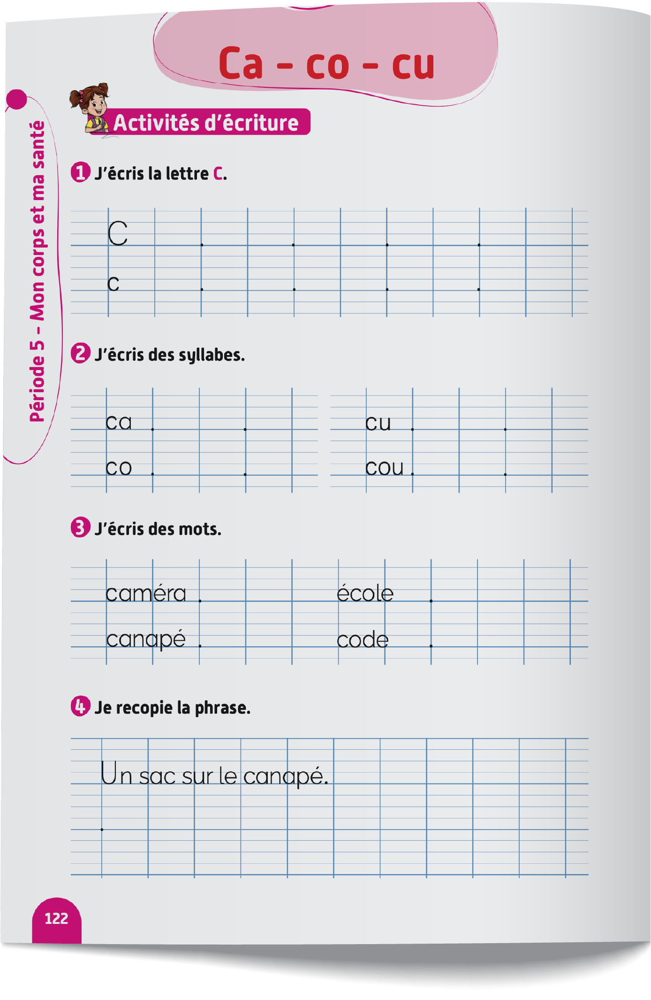 Ca - co - cu
Activités d'écriture
Période 5 - Mon corps et ma santé
1 J'écris la lettre C.
C
c
2 J'écris des syllabes.
ca
cu
co
cou
3 J'écris des mots.
caméra
école
canapé
code
4 Je recopie la phrase.
Un sac sur le canapé.
122